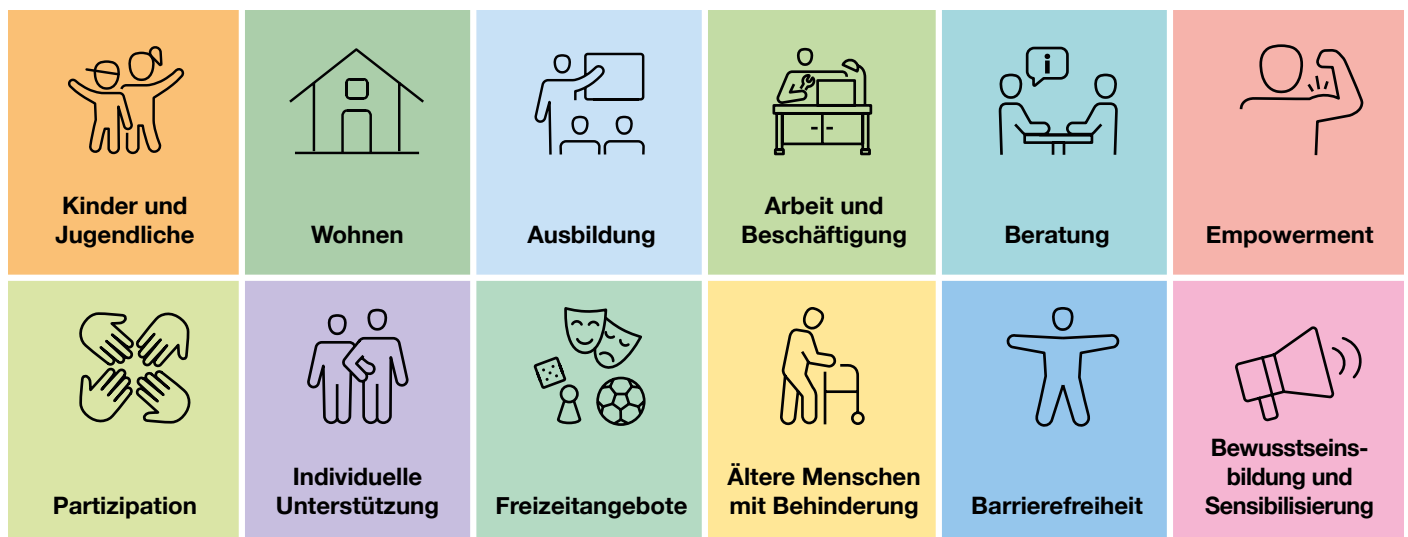 Kinder und
Jugendliche
Wohnen
Ausbildung
Arbeit und
Beschäftigung
Beratung
Empowerment
Partizipation
Individuelle
Unterstützung
Freizeitangebote
Ältere Menschen
mit Behinderung
Barrierefreiheit
Bewusstseins-
bildung und
Sensibilisierung